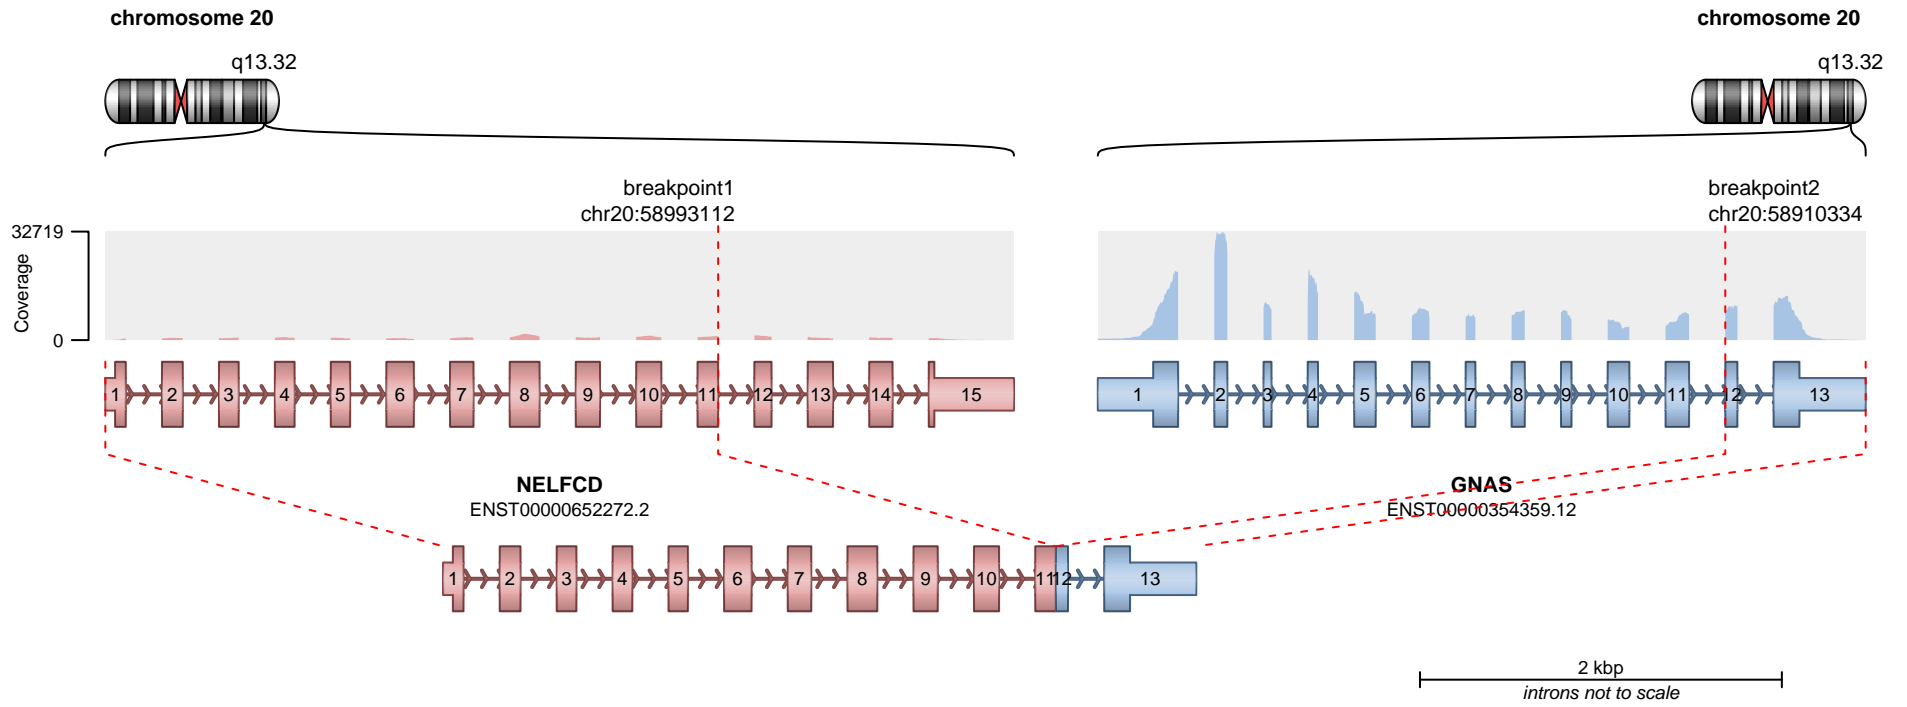 chromosome 20
chromosome 20
q13.32
q13.32
breakpoint1
chr20:58993112
breakpoint2
chr20:58910334
32719
Coverage
0
1 2 3 4 5 6 7 8 9 10 11 12 13 14 15
1 2 3 4 5 6 7 8 9 10 11 12 13
NELFCD
ENST00000652272.2
GNAS
ENST00000354359.12
1 2 3 4 5 6 7 8 9 10 11 12 13
2 kbp
introns not to scale